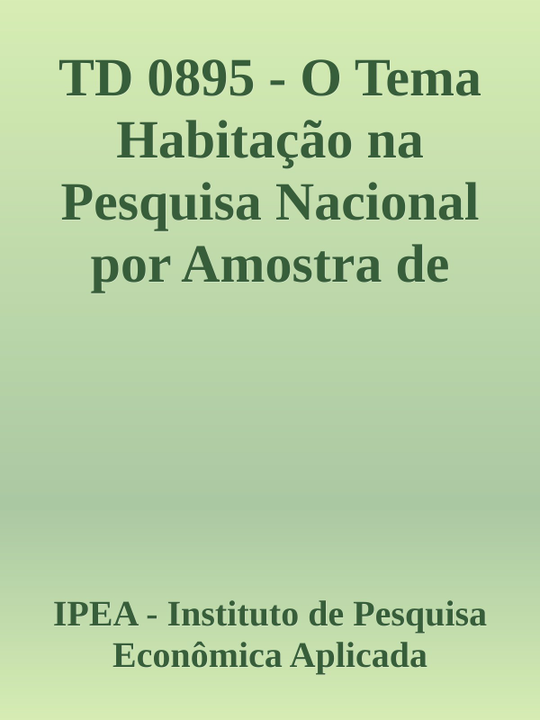 TD 0895 - O Tema
Habitação na
Pesquisa Nacional
por Amostra de
IPEA - Instituto de Pesquisa
Econômica Aplicada